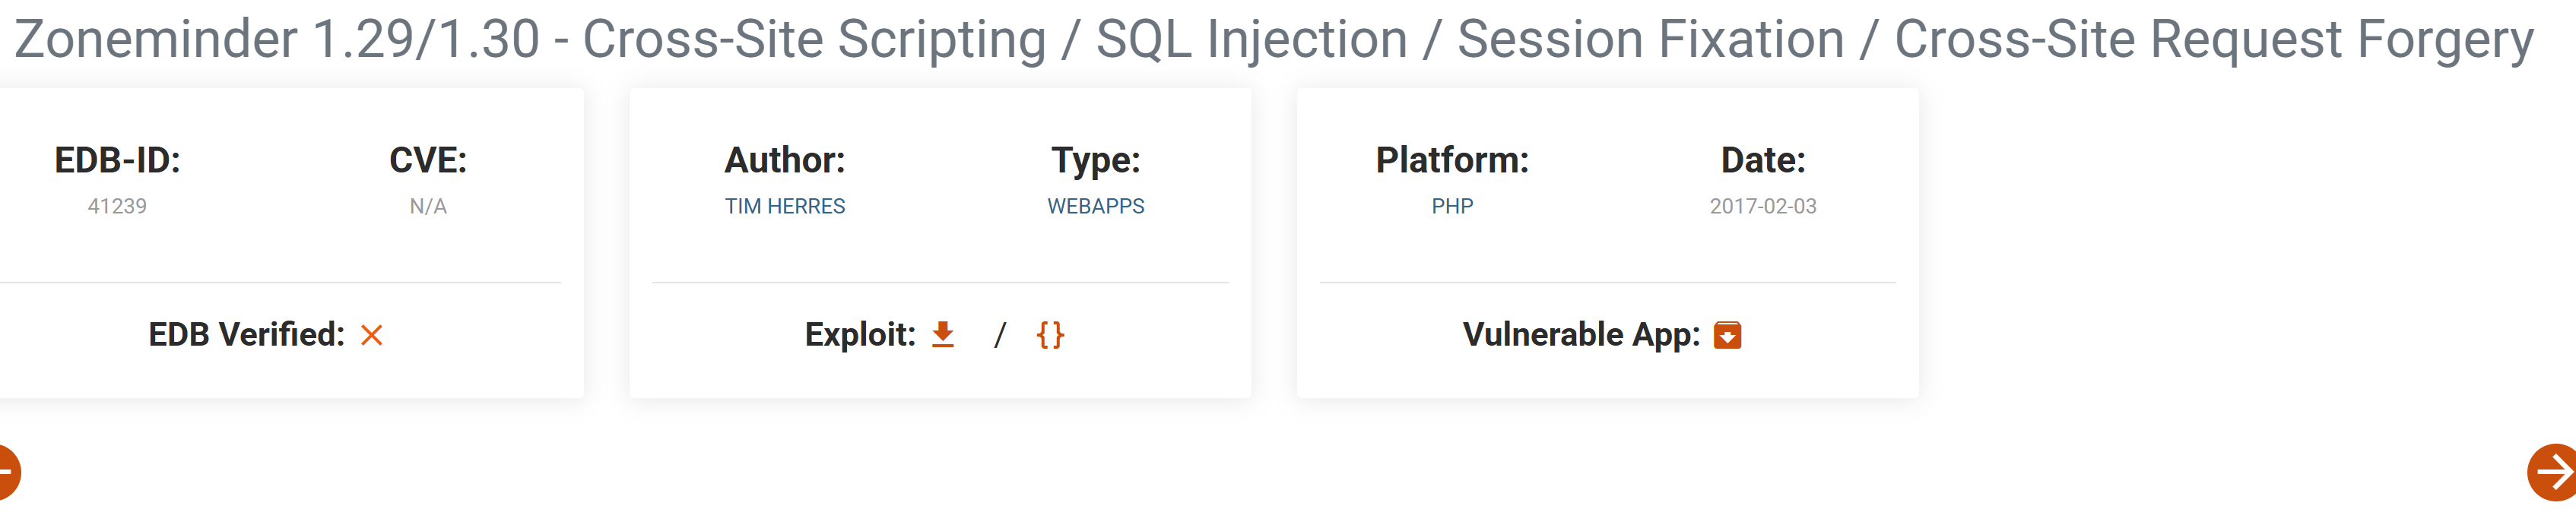 Zoneminder 1.29/1.30 - Cross-Site Scripting / SQL Injection / Session Fixation / Cross-Site Request Forgery
EDB-ID: CVE:
41239 N/A
EDB Verified:
Author: Type:
TIM HERRES WEBAPPS
Exploit: / {}
Platform: Date:
PHP 2017-02-03
Vulnerable App: